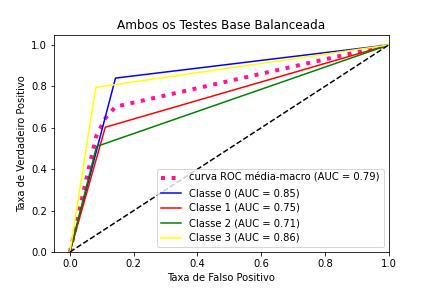 Ambos os Testes Base Balanceada
Taxa de Verdadeiro Positivo
1.0
0.8
0.6
0.4
0.2
0.0
curva ROC média-macro (AUC = 0.79)
Classe 0 (AUC = 0.85)
Classe 1 (AUC = 0.75)
Classe 2 (AUC = 0.71)
Classe 3 (AUC = 0.86)
0.0 0.2 0.4 0.6 0.8 1.0
Taxa de Falso Positivo